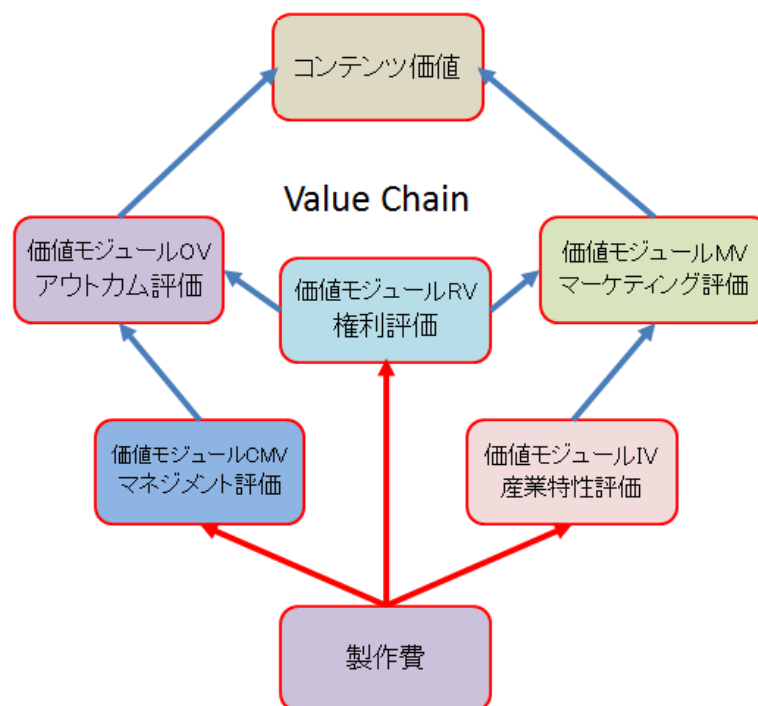 コンテンツ価値
Value Chain
価値モジュールOV
アウトカム評価
価値モジュールRV
権利評価
価値モジュールMV
マーケティング評価
価値モジュールCMV
マネジメント評価
価値モジュールIV
産業特性評価
製作費